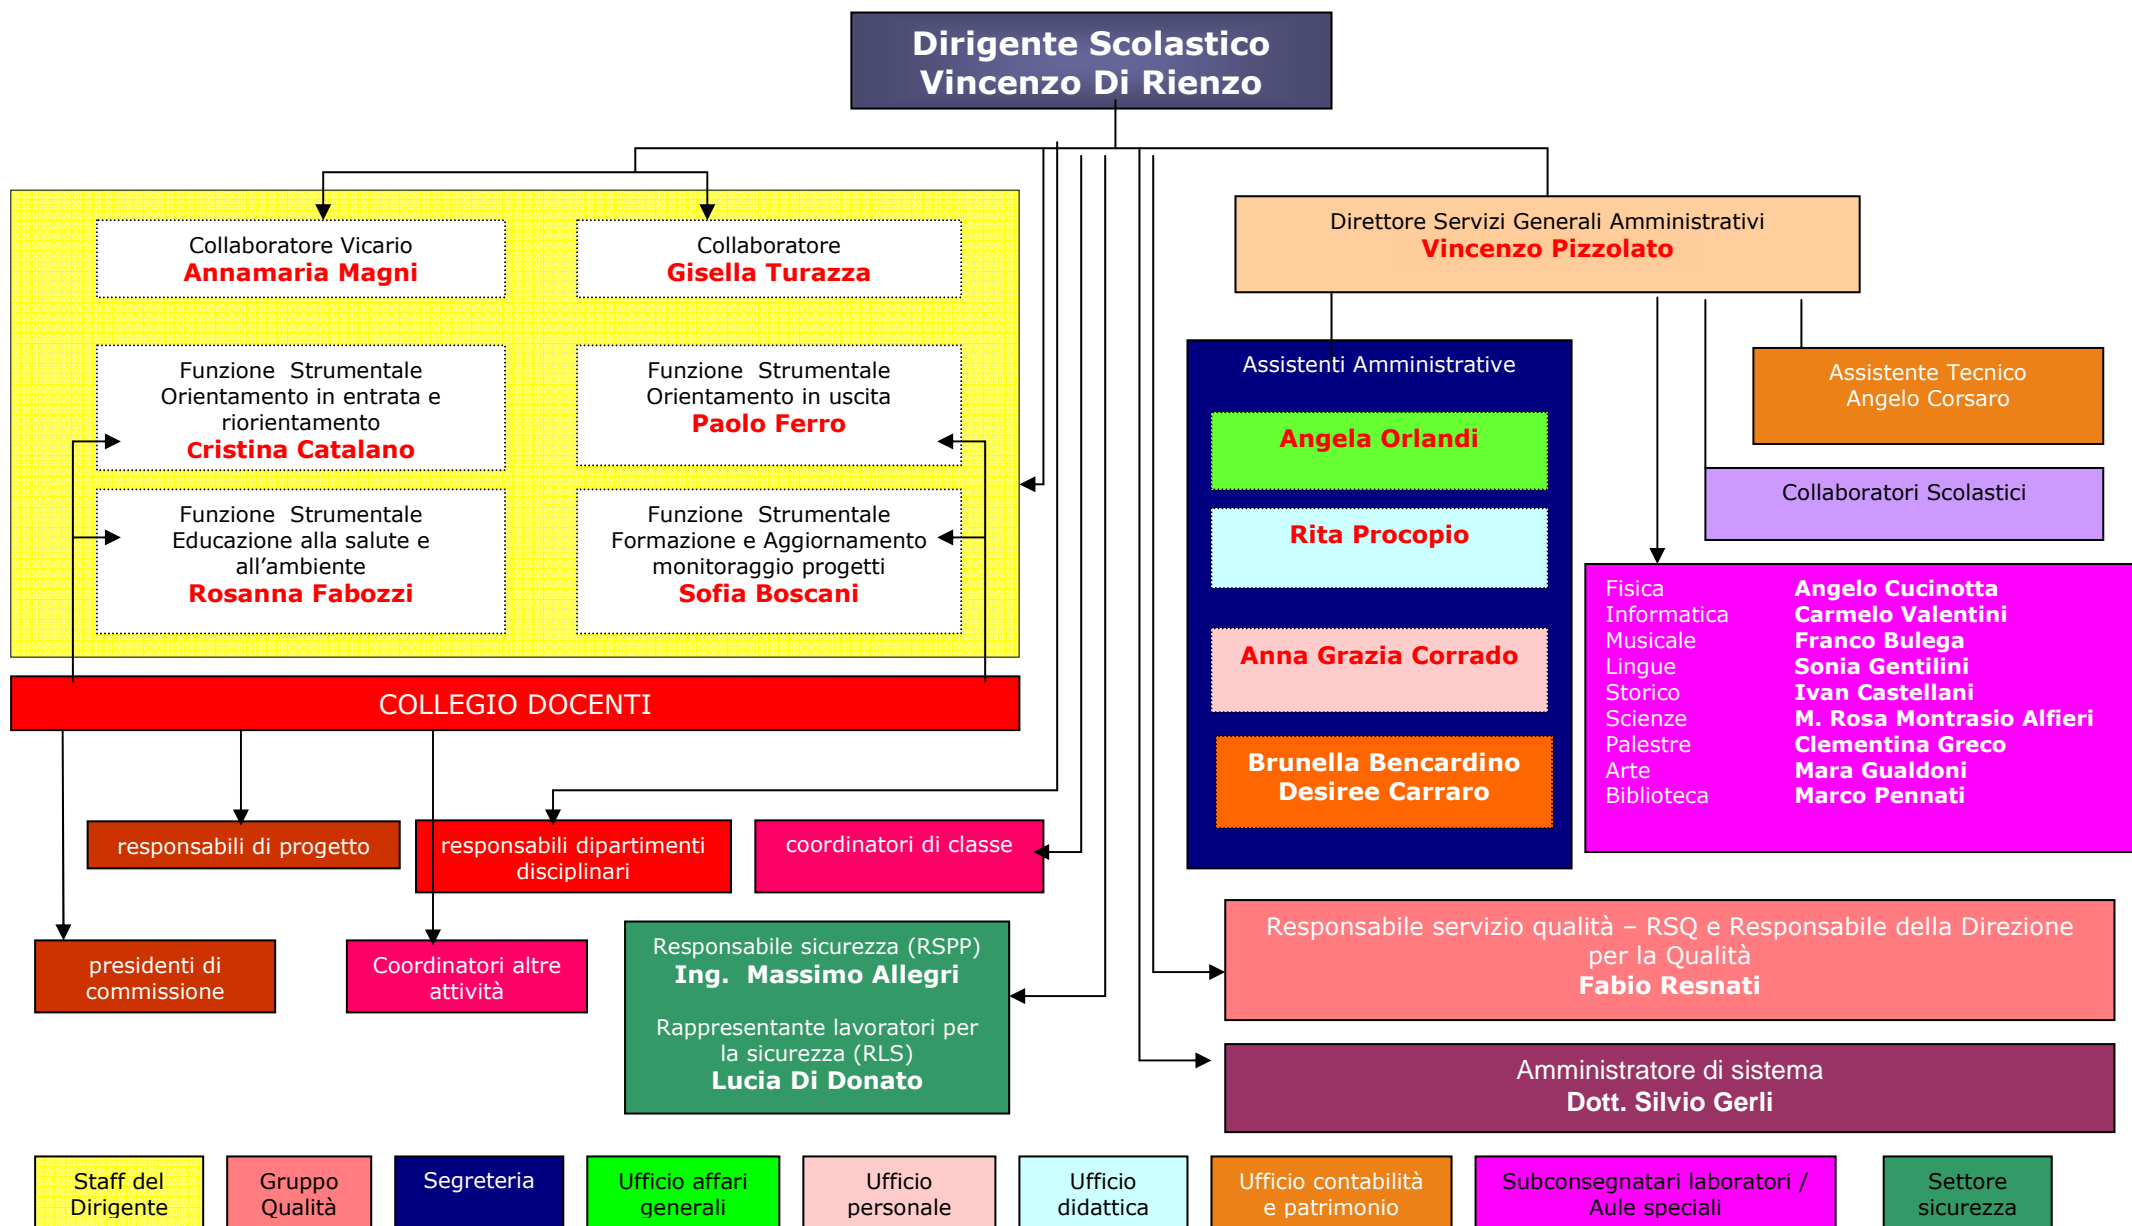 Dirigente Scolastico
Vincenzo Di Rienzo
Collaboratore Vicario
Annamaria Magni
Collaboratore
Gisella Turazza
Direttore Servizi Generali Amministrativi
Vincenzo Pizzolato
Funzione  Strumentale
Orientamento in entrata e
riorientamento
Cristina Catalano
Funzione  Strumentale
Orientamento in uscita
Paolo Ferro
Funzione  Strumentale
Educazione alla salute e
all’ambiente
Rosanna Fabozzi
Funzione  Strumentale
Formazione e Aggiornamento
monitoraggio progetti
Sofia Boscani
Assistenti Amministrative
Angela Orlandi
Rita Procopio
Anna Grazia Corrado
Brunella Bencardino
Desiree Carraro
Assistente Tecnico
Angelo Corsaro
Collaboratori Scolastici
Fisica Angelo Cucinotta
Informatica Carmelo Valentini
Musicale Franco Bulega
Lingue Sonia Gentilini
Storico Ivan Castellani
Scienze M. Rosa Montrasio Alfieri
Palestre Clementina Greco
Arte Mara Gualdoni
Biblioteca Marco Pennati
COLLEGIO DOCENTI
responsabili di progetto
responsabili dipartimenti
disciplinari
coordinatori di classe
presidenti di
commissione
Coordinatori altre
attività
Responsabile sicurezza (RSPP)
Ing.  Massimo Allegri
Rappresentante lavoratori per
la sicurezza (RLS)
Lucia Di Donato
Responsabile servizio qualità – RSQ e Responsabile della Direzione
per la Qualità
Fabio Resnati
Amministratore di sistema
Dott. Silvio Gerli
Staff del
Dirigente
Gruppo
Qualità
Segreteria
Ufficio affari
generali
Ufficio
personale
Ufficio
didattica
Ufficio contabilità
e patrimonio
Subconsegnatari laboratori /
Aule speciali
Settore
sicurezza